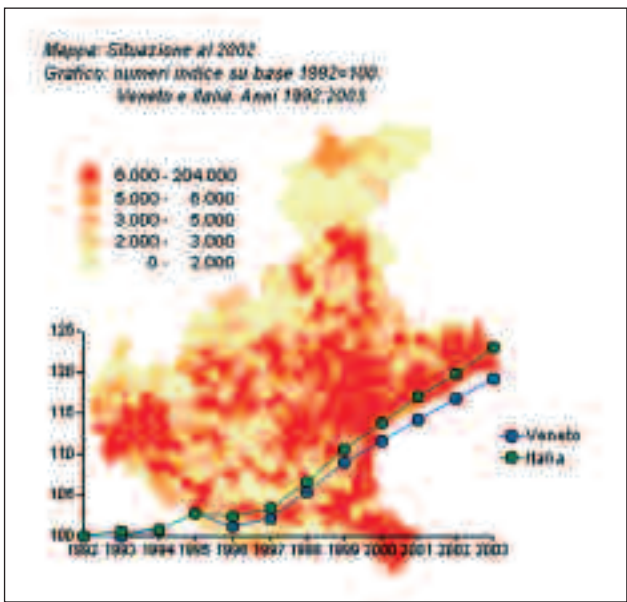 Mappa: Situazione al 2002
Grafico: numeri indice su base 1992=100.
Veneto e Italia. Anni 1992:2003
6.000 - 204.000
5.000 - 6.000
3.000 - 5.000
2.000 - 3.000
0 - 2.000
125
120
115
110
105
100
1992 1993 1994 1995 1996 1997 1998 1999 2000 2001 2002 2003
Veneto
Italia